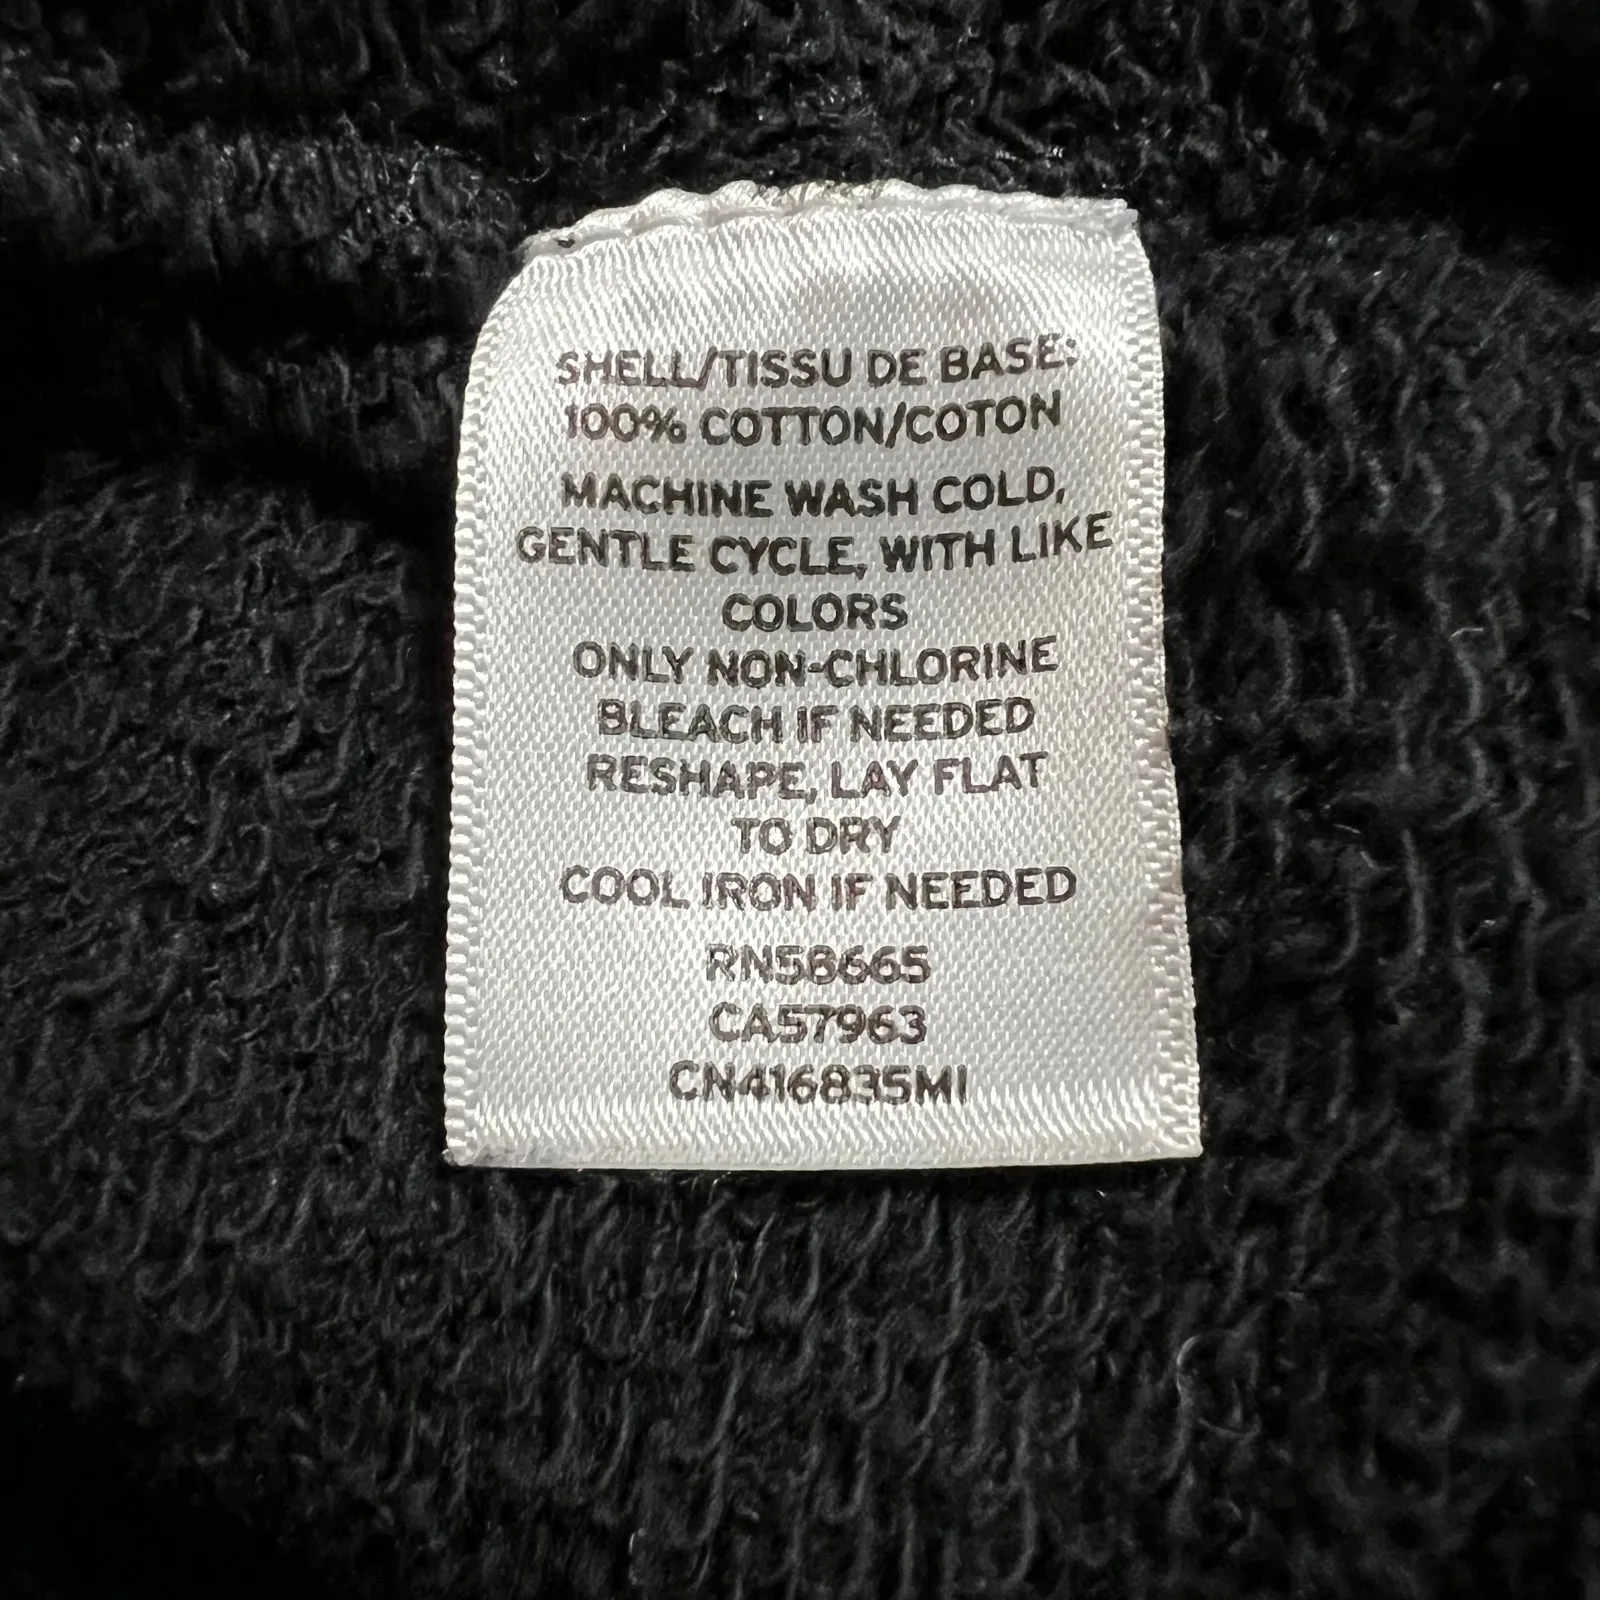 SHELL/TISSU DE BASE:
100% COTTON/COTON
MACHINE WASH COLD,
GENTLE CYCLE, WITH LIKE
COLORS
ONLY NON-CHLORINE
BLEACH IF NEEDED
RESHAPE, LAY FLAT
TO DRY
COOL IRON IF NEEDED
RN58665
CA57963
CN416835MI